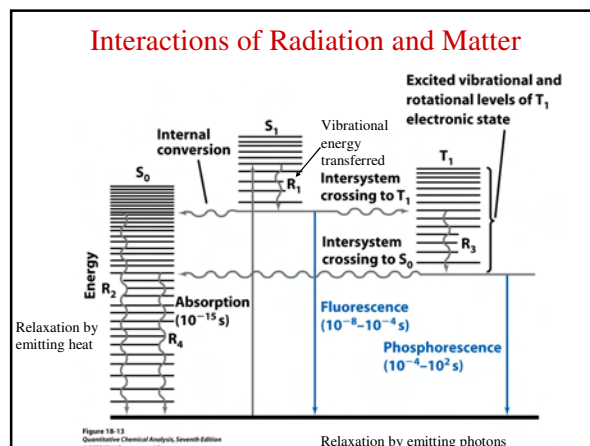 Interactions of Radiation and Matter
Excited vibrational and
rotational levels of T1
electronic state
S1
Vibrational
energy
transferred
Internal
conversion
S0
T1
R1
Intersystem
crossing to T1
Intersystem
crossing to S0
R3
Energy
R2
Absorption
(10−15 s)
Fluorescence
(10−8–10−4 s)
Relaxation by
emitting heat
R4
Phosphorescence
(10−4–102 s)
Figure 18-13
Quantitative Chemical Analysis, Seventh Edition
Relaxation by emitting photons